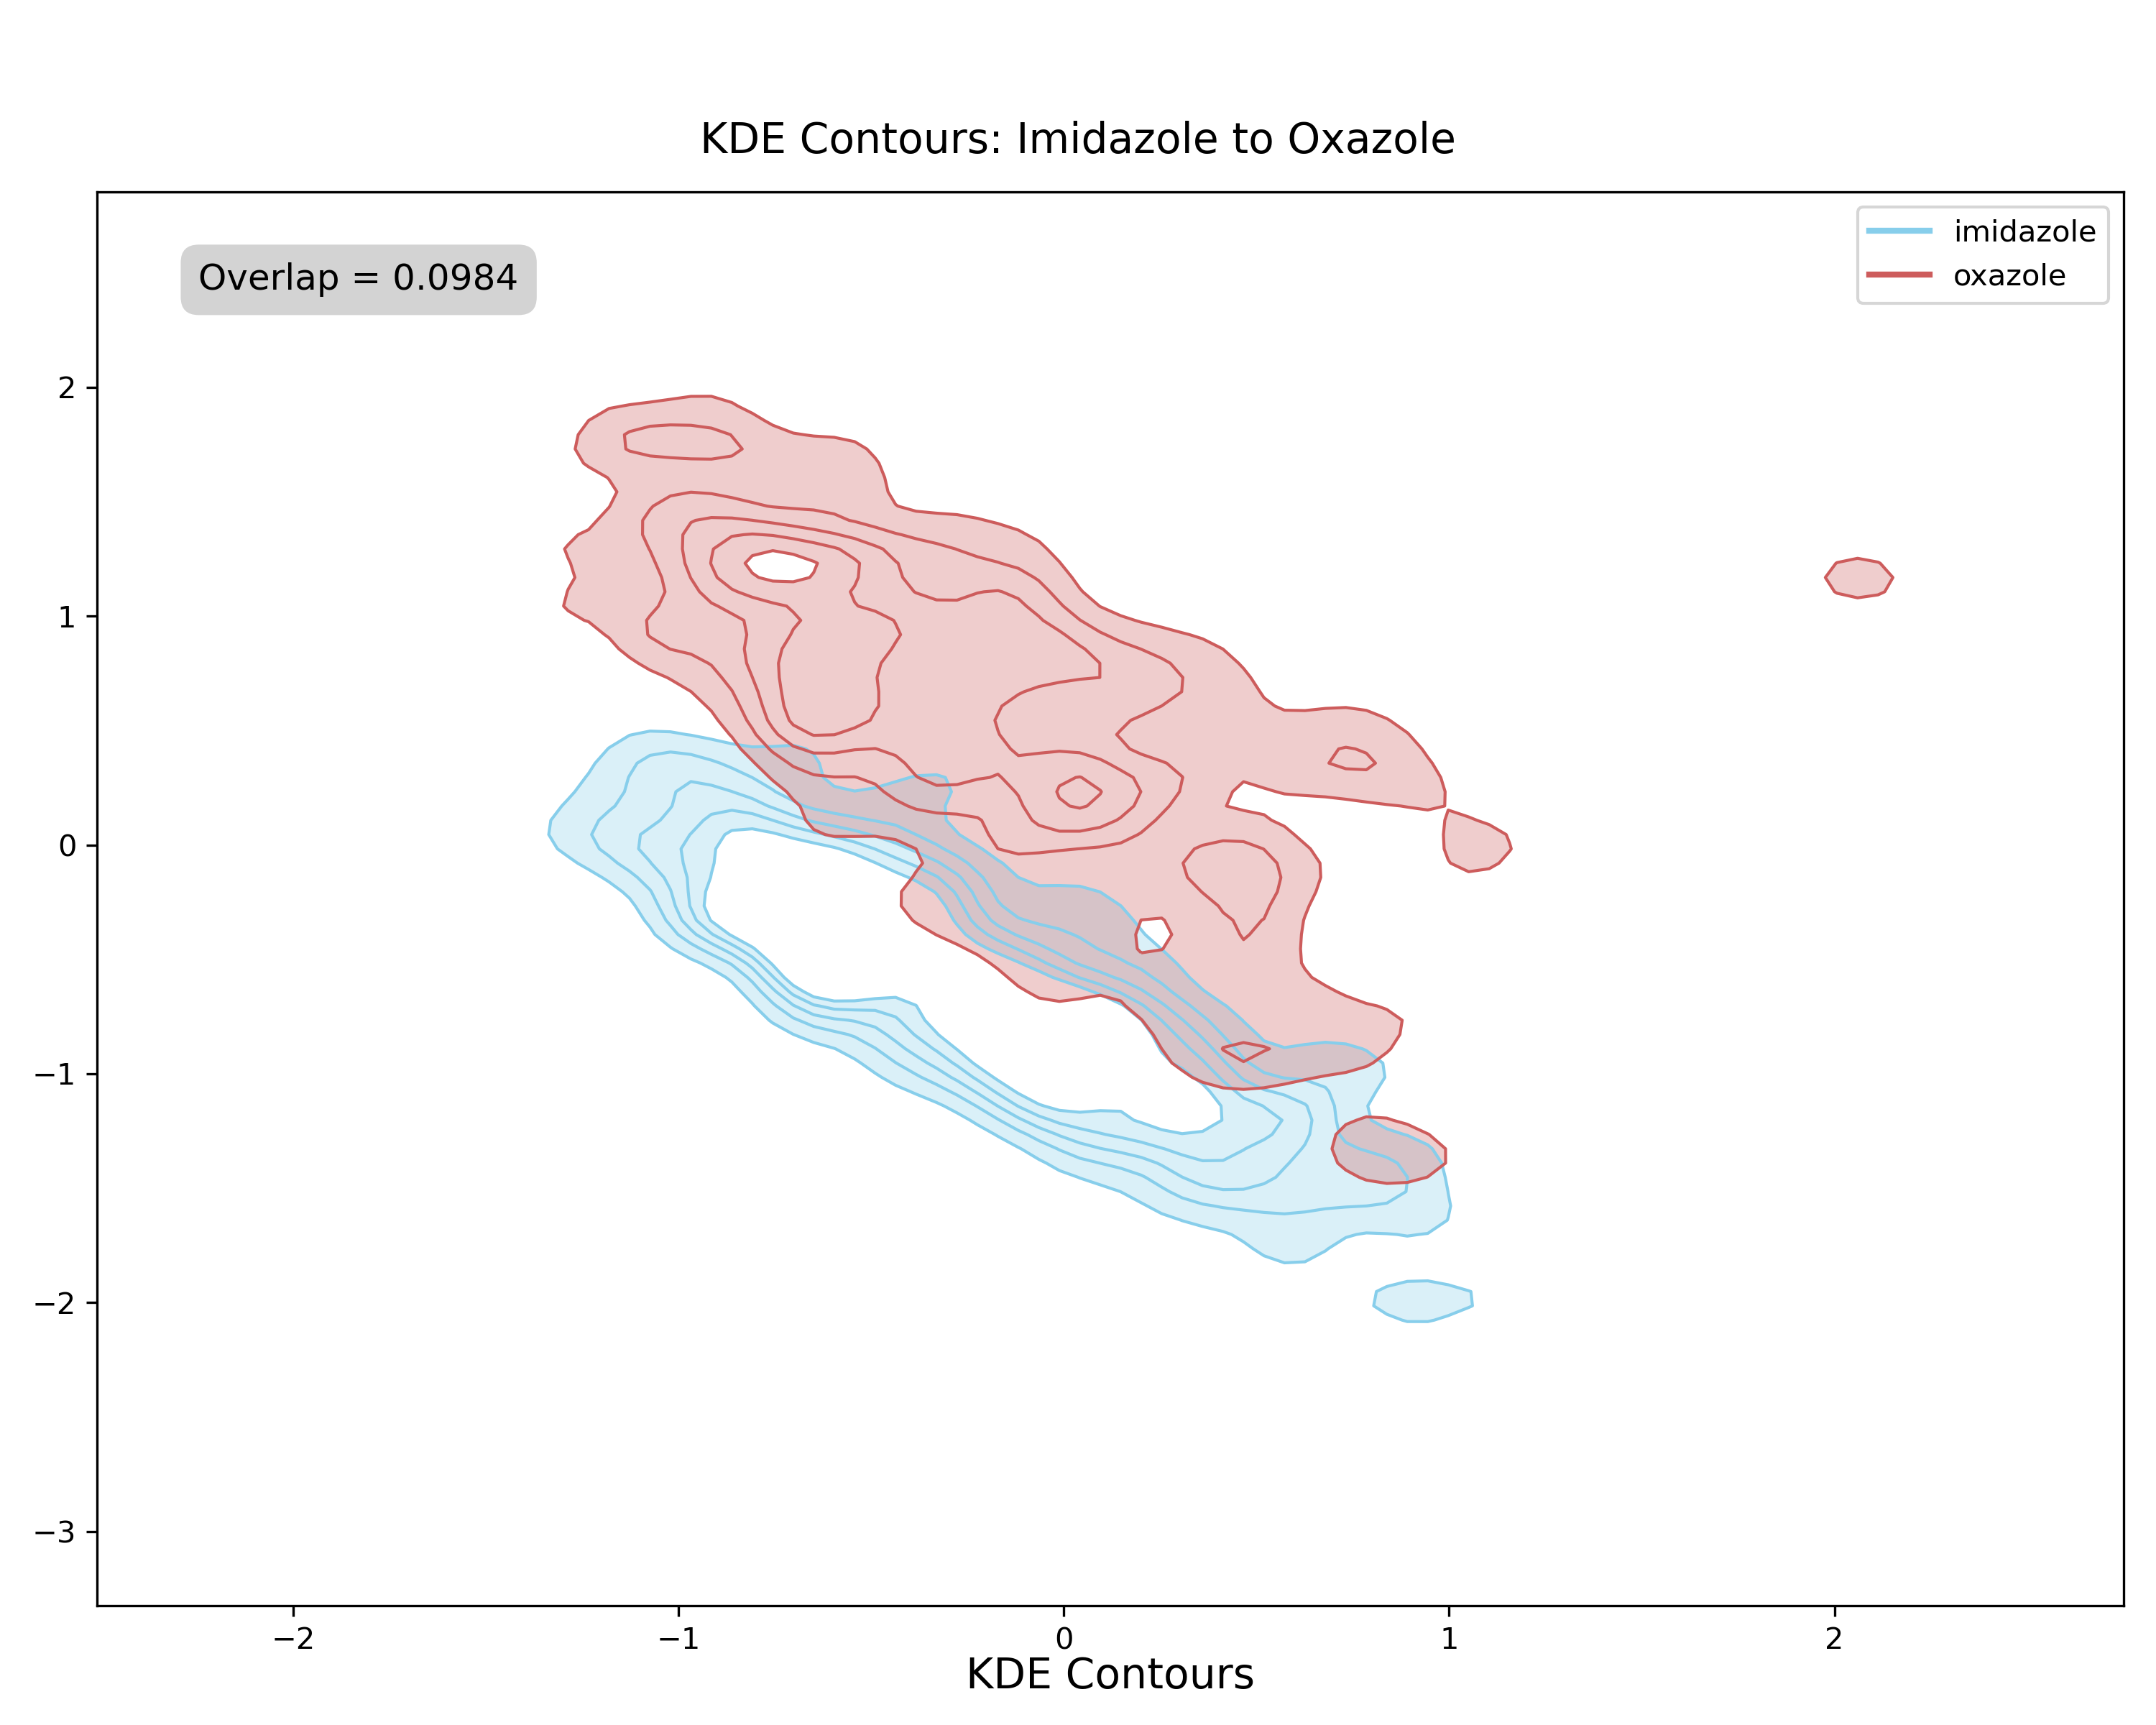 KDE Contours: Imidazole to Oxazole
Overlap = 0.0984
imidazole
oxazole
2
1
0
−1
−2
−3
−2
−1
0
1
2
KDE Contours